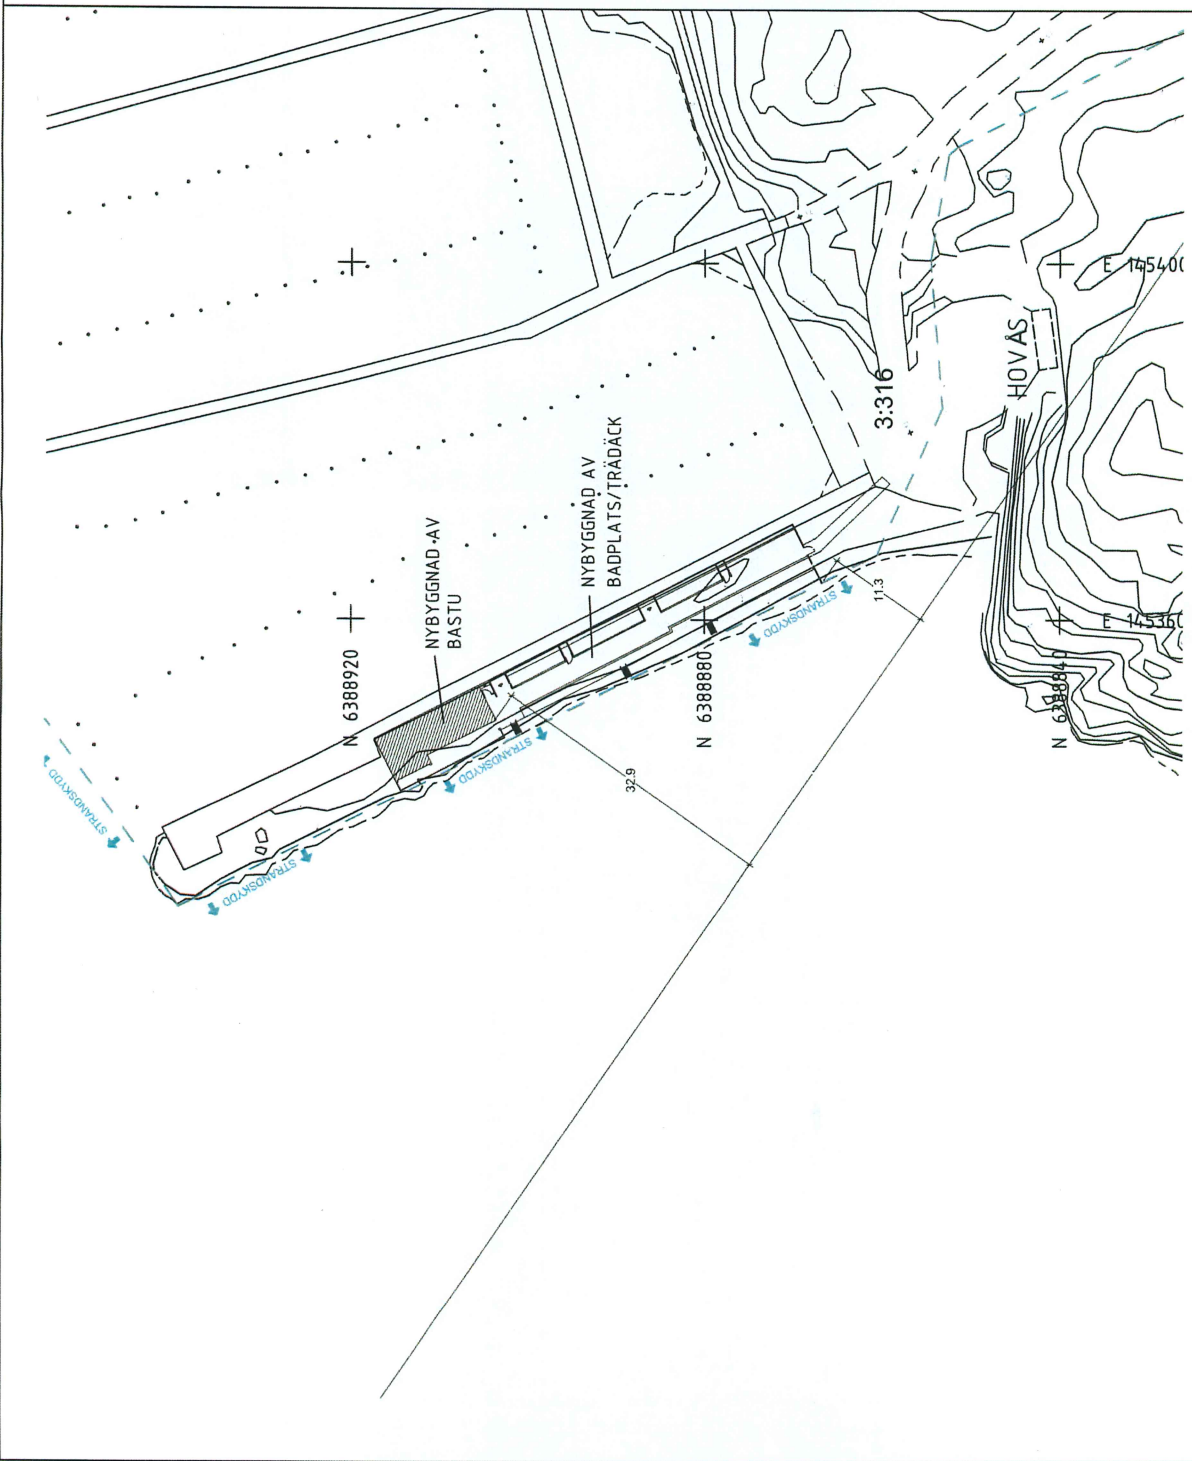 E 145400
HOVÅS
3:316
NYBYGGNAD AV
BADPLATS/TRÄDÄCK
NYBYGGNAD AV
BASTU
E 145360
11.3
N 6388920
N 6388880
N 6388840
32.9
STRANDSKYDD
STRANDSKYDD
STRANDSKYDD
STRANDSKYDD
STRANDSKYDD